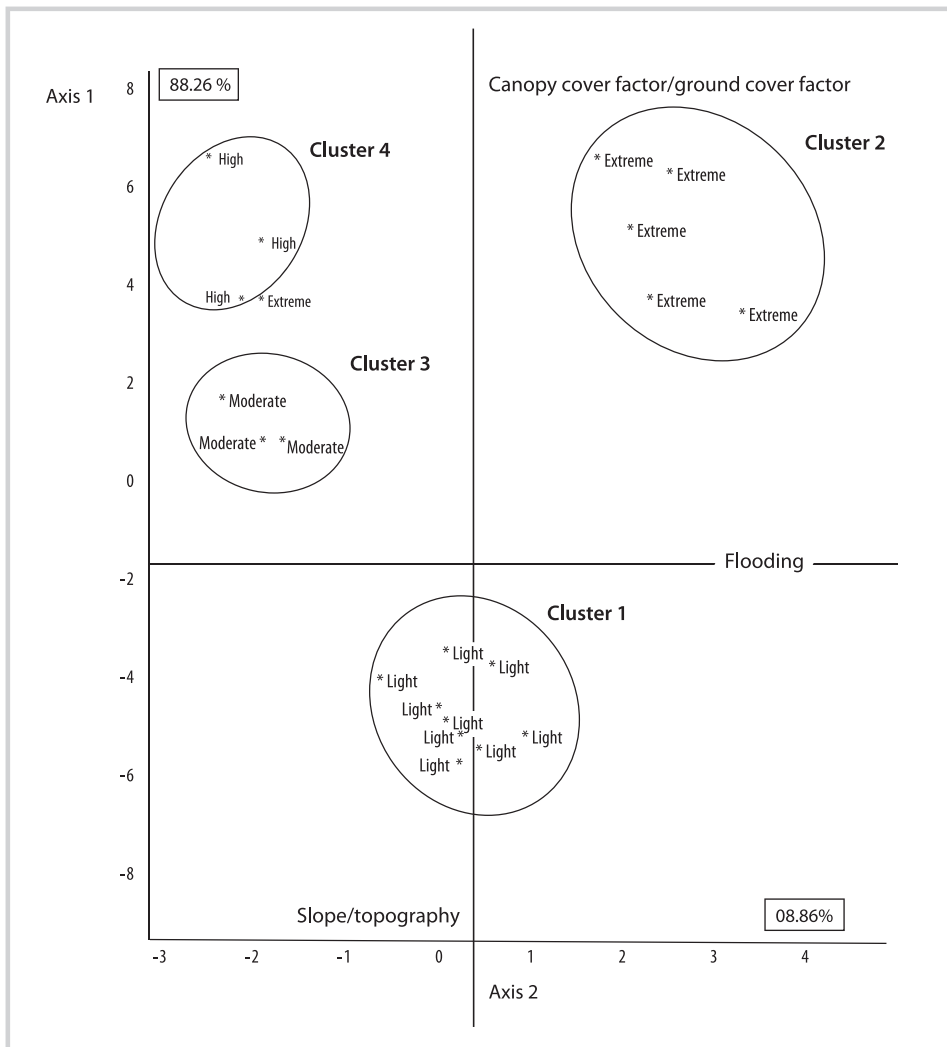 Axis 1
88.26 %
Canopy cover factor/ground cover factor
8
6
4
2
0
-2
-4
-6
-8
Cluster 4
* High
* High
High *
* Extreme
Cluster 2
* Extreme
* Extreme
* Extreme
* Extreme
* Extreme
Cluster 3
* Moderate
Moderate *
* Moderate
Flooding
Cluster 1
* Light
* Light
* Light
Light *
* Light
Light *
* Light
* Light
Light *
Slope/topography
08.86%
-3
-2
-1
0
1
2
3
4
Axis 2